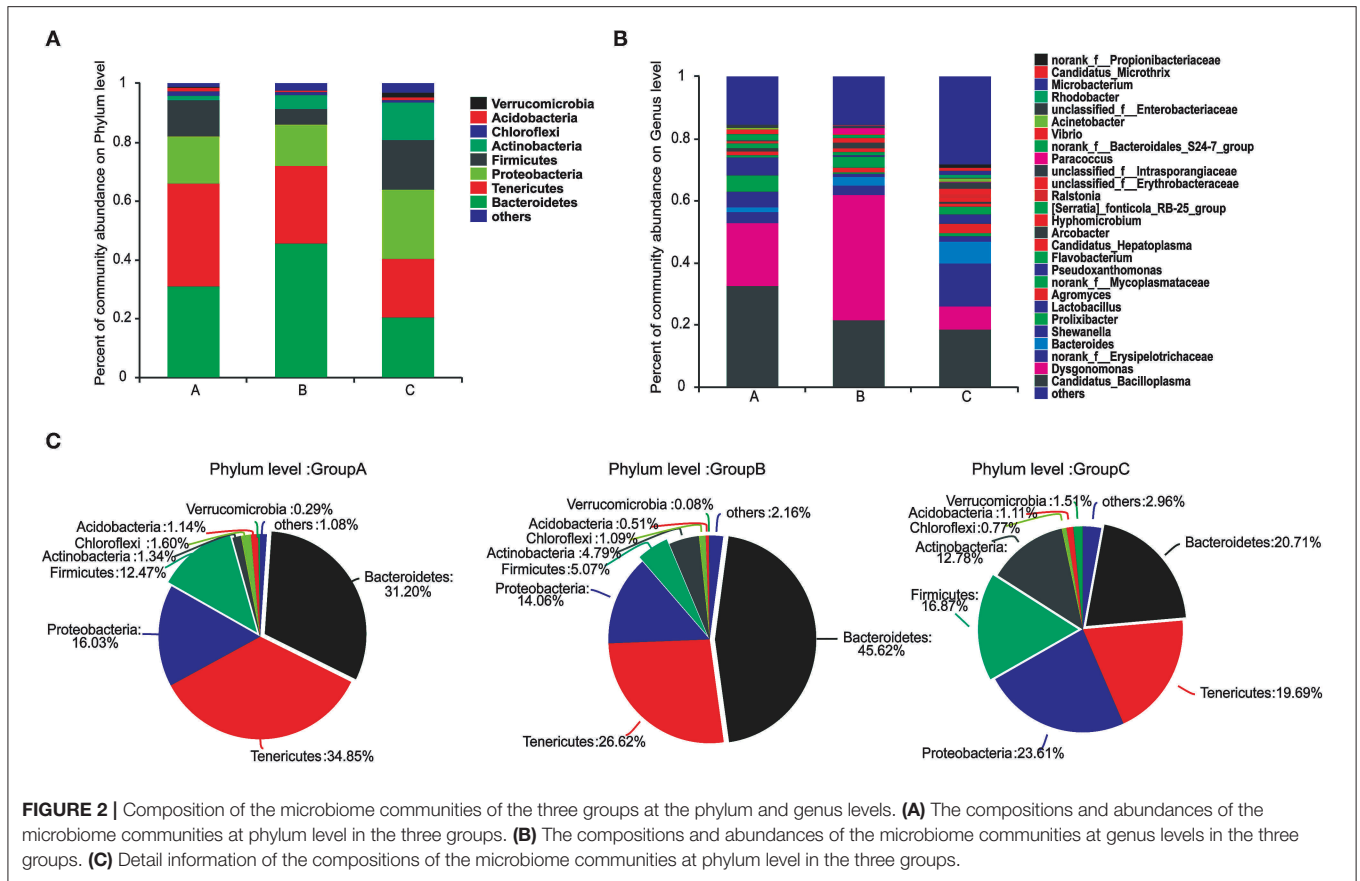 A
Percent of community abundance on Phylum level
1
0.8
0.6
0.4
0.2
0
A
B
C
Verrucomicrobia
Acidobacteria
Chloroflexi
Actinobacteria
Firmicutes
Proteobacteria
Tenericutes
Bacteroidetes
others
B
Percent of community abundance on Genus level
1
0.8
0.6
0.4
0.2
0
A
B
C
norank_f__Propionibacteriaceae
Candidatus_Microthrix
Microbacterium
Rhodobacter
unclassified_f__Enterobacteriaceae
Acinetobacter
Vibrio
norank_f__Bacteroidales_S24-7_group
Paracoccus
unclassified_f__Intrasporangiaceae
unclassified_f__Erythrobacteraceae
Ralstonia
[Serratia]_fonticola_RB-25_group
Hyphomicrobium
Arcobacter
Candidatus_Hepatoplasma
Flavobacterium
Pseudoxanthomonas
norank_f__Mycoplasmataceae
Agromyces
Lactobacillus
Prolixibacter
Shewanella
Bacteroides
norank_f__Erysipelotrichaceae
Dysgonomonas
Candidatus_Bacilloplasma
others
C
Phylum level :GroupA
Verrucomicrobia :0.29%
Acidobacteria :1.14%
others :1.08%
Chloroflexi :1.60%
Actinobacteria :1.34%
Firmicutes :12.47%
Bacteroidetes:
31.20%
Proteobacteria:
16.03%
Tenericutes :34.85%
Phylum level :GroupB
Verrucomicrobia :0.08%
Acidobacteria :0.51%
others :2.16%
Chloroflexi :1.09%
Actinobacteria :4.79%
Firmicutes :5.07%
Proteobacteria:
14.06%
Bacteroidetes:
45.62%
Tenericutes :26.62%
Phylum level :GroupC
Verrucomicrobia :1.51%
others :2.96%
Acidobacteria :1.11%
Chloroflexi :0.77%
Actinobacteria:
12.78%
Bacteroidetes:
20.71%
Firmicutes:
16.87%
Tenericutes :19.69%
Proteobacteria :23.61%
FIGURE 2 | Composition of the microbiome communities of the three groups at the phylum and genus levels. (A) The compositions and abundances of the
microbiome communities at phylum level in the three groups. (B) The compositions and abundances of the microbiome communities at genus levels in the three
groups. (C) Detail information of the compositions of the microbiome communities at phylum level in the three groups.